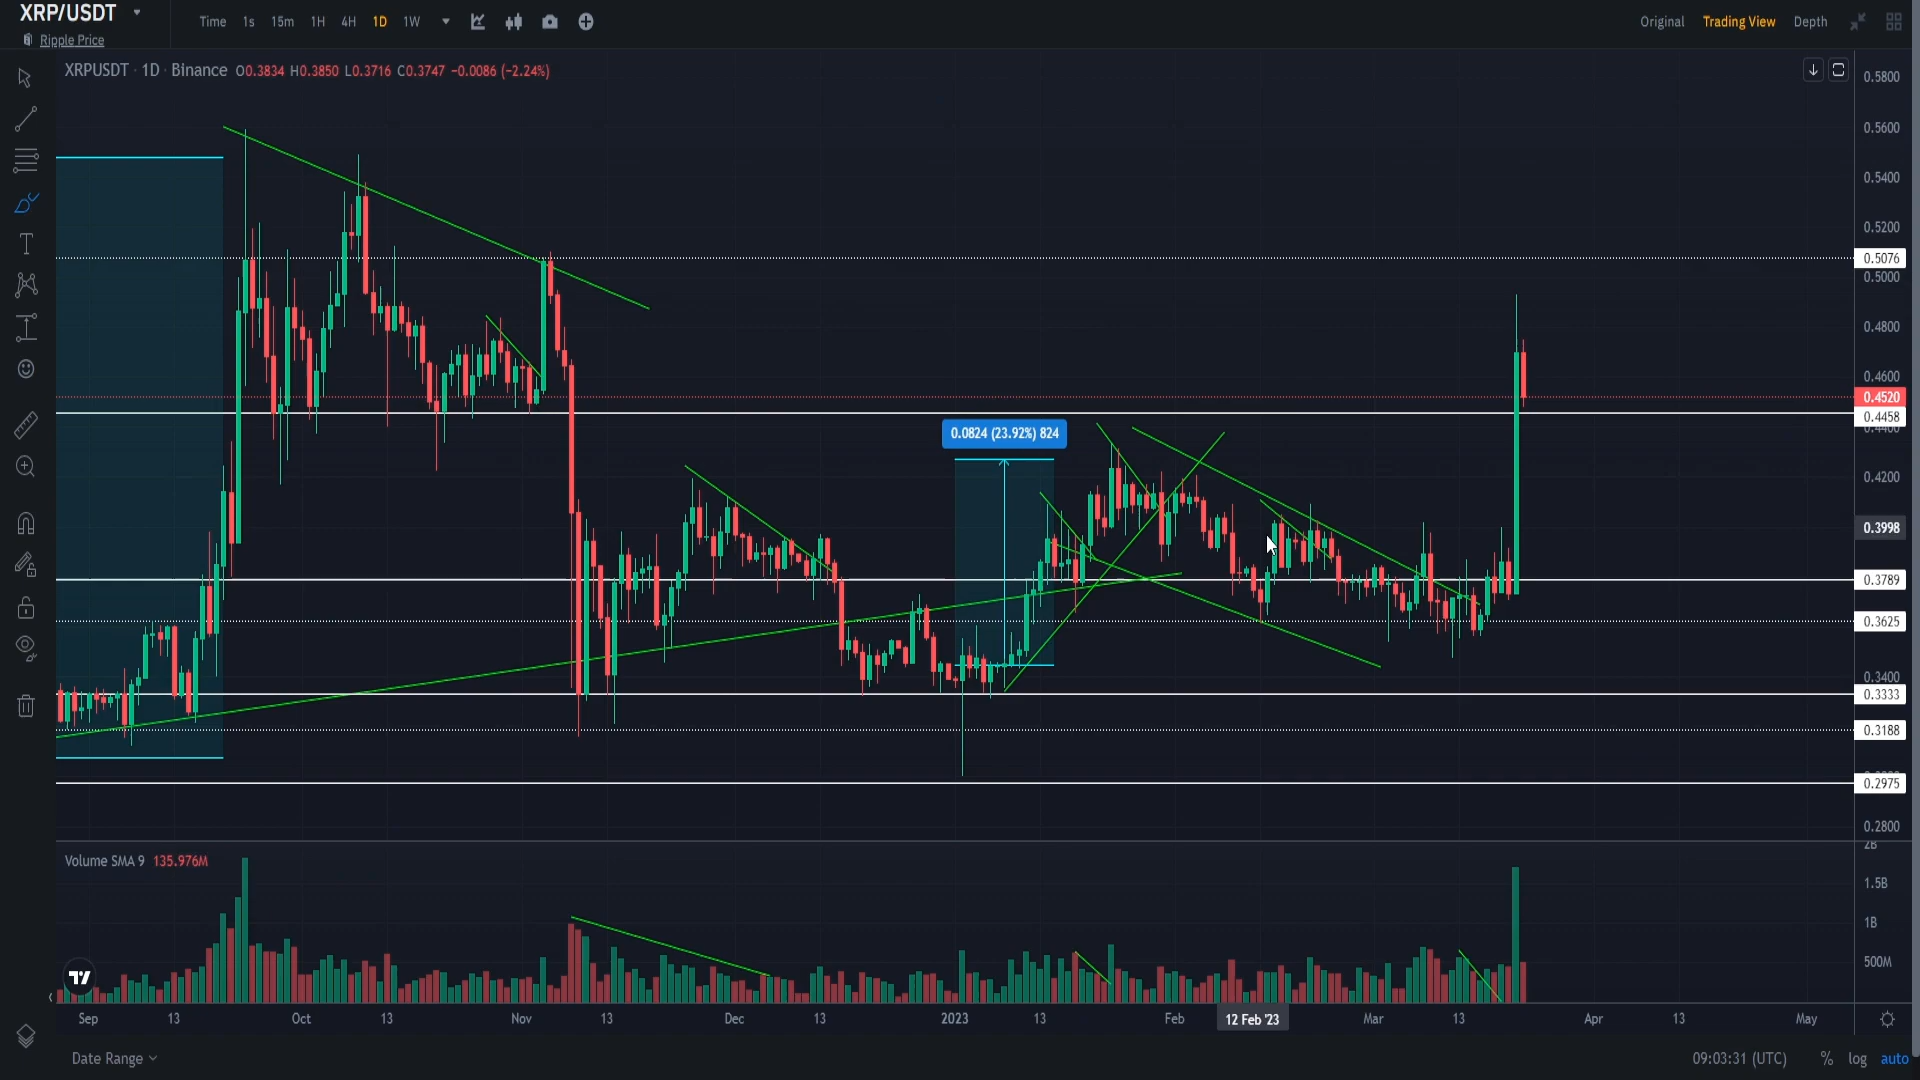 XRP/USDT
Ripple Price
Time 1s 15m 1H 4H 1D 1W
Original Trading View Depth
XRPUSDT · 1D · Binance O0.3834 H0.3850 L0.3716 C0.3747 −0.0086 (−2.24%)
0.5800
0.5600
0.5400
0.5200
0.5076
0.5000
0.4800
0.4600
0.4520
0.4458
0.4400
0.0824 (23.92%) 824
0.4200
0.3998
0.3789
0.3625
0.3400
0.3333
0.3188
0.2975
0.2800
Volume SMA 9 135.976M
2B
1.5B
1B
500M
Sep 13 Oct 13 Nov 13 Dec 13 2023 13 Feb 12 Feb '23 Mar 13 Apr 13 May
Date Range
09:03:31 (UTC) % log auto